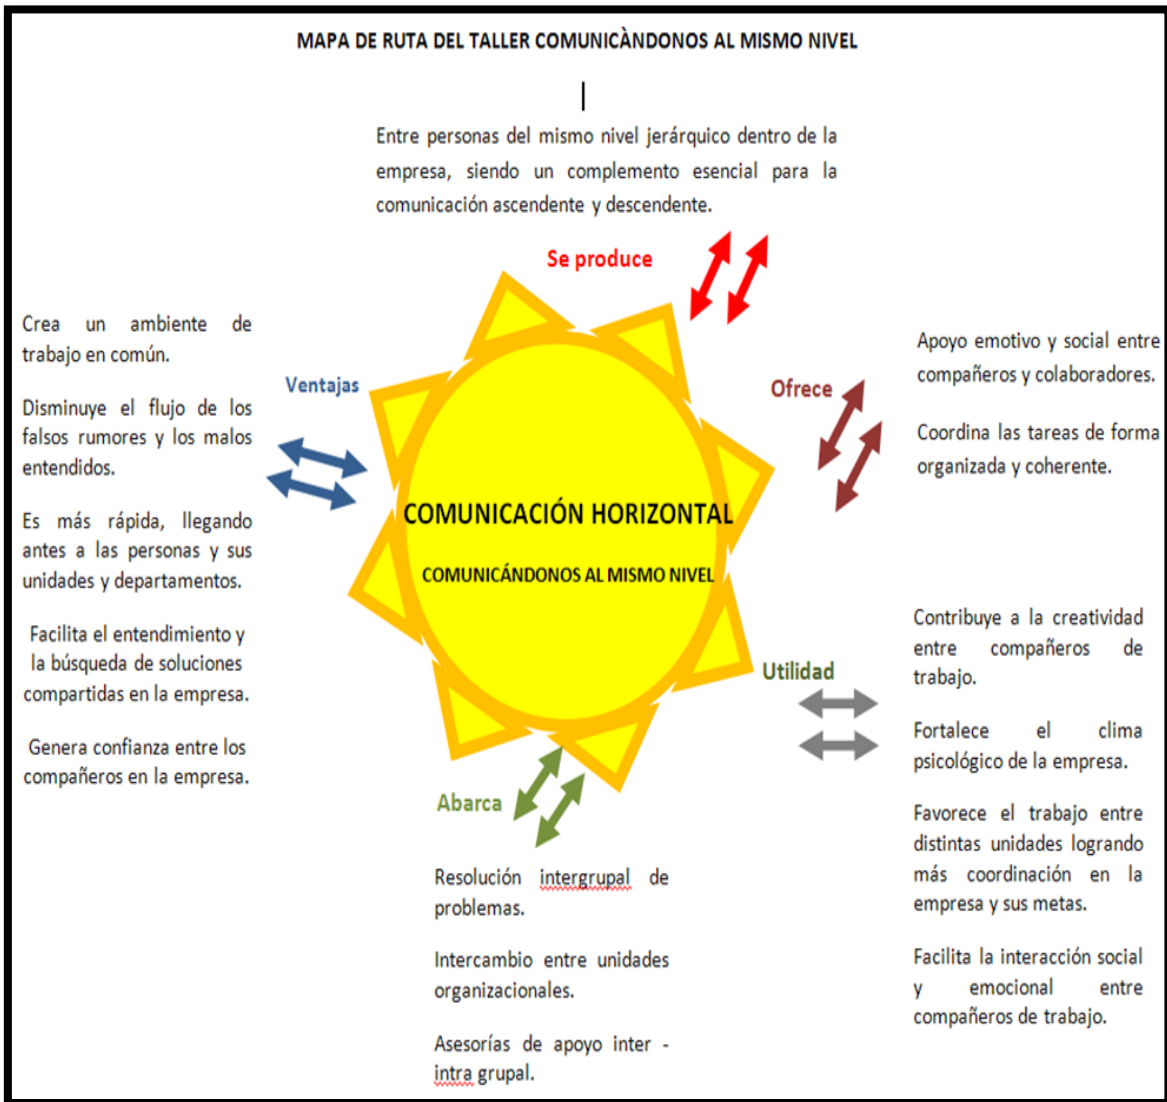 MAPA DE RUTA DEL TALLER COMUNICÀNDONOS AL MISMO NIVEL
Entre personas del mismo nivel jerárquico dentro de la
empresa, siendo un complemento esencial para la
comunicación ascendente y descendente.
Se produce
Crea un ambiente de
trabajo en común.
Disminuye el flujo de los
falsos rumores y los malos
entendidos.
Es más rápida, llegando
antes a las personas y sus
unidades y departamentos.
Facilita el entendimiento y
la búsqueda de soluciones
compartidas en la empresa.
Genera confianza entre los
compañeros en la empresa.
Ventajas
Ofrece
Apoyo emotivo y social entre
compañeros y colaboradores.
Coordina las tareas de forma
organizada y coherente.
COMUNICACIÓN HORIZONTAL
COMUNICÁNDONOS AL MISMO NIVEL
Utilidad
Contribuye a la creatividad
entre compañeros de
trabajo.
Fortalece el clima
psicológico de la empresa.
Favorece el trabajo entre
distintas unidades logrando
más coordinación en la
empresa y sus metas.
Facilita la interacción social
y emocional entre
compañeros de trabajo.
Abarca
Resolución intergrupal de
problemas.
Intercambio entre unidades
organizacionales.
Asesorías de apoyo inter -
intra grupal.